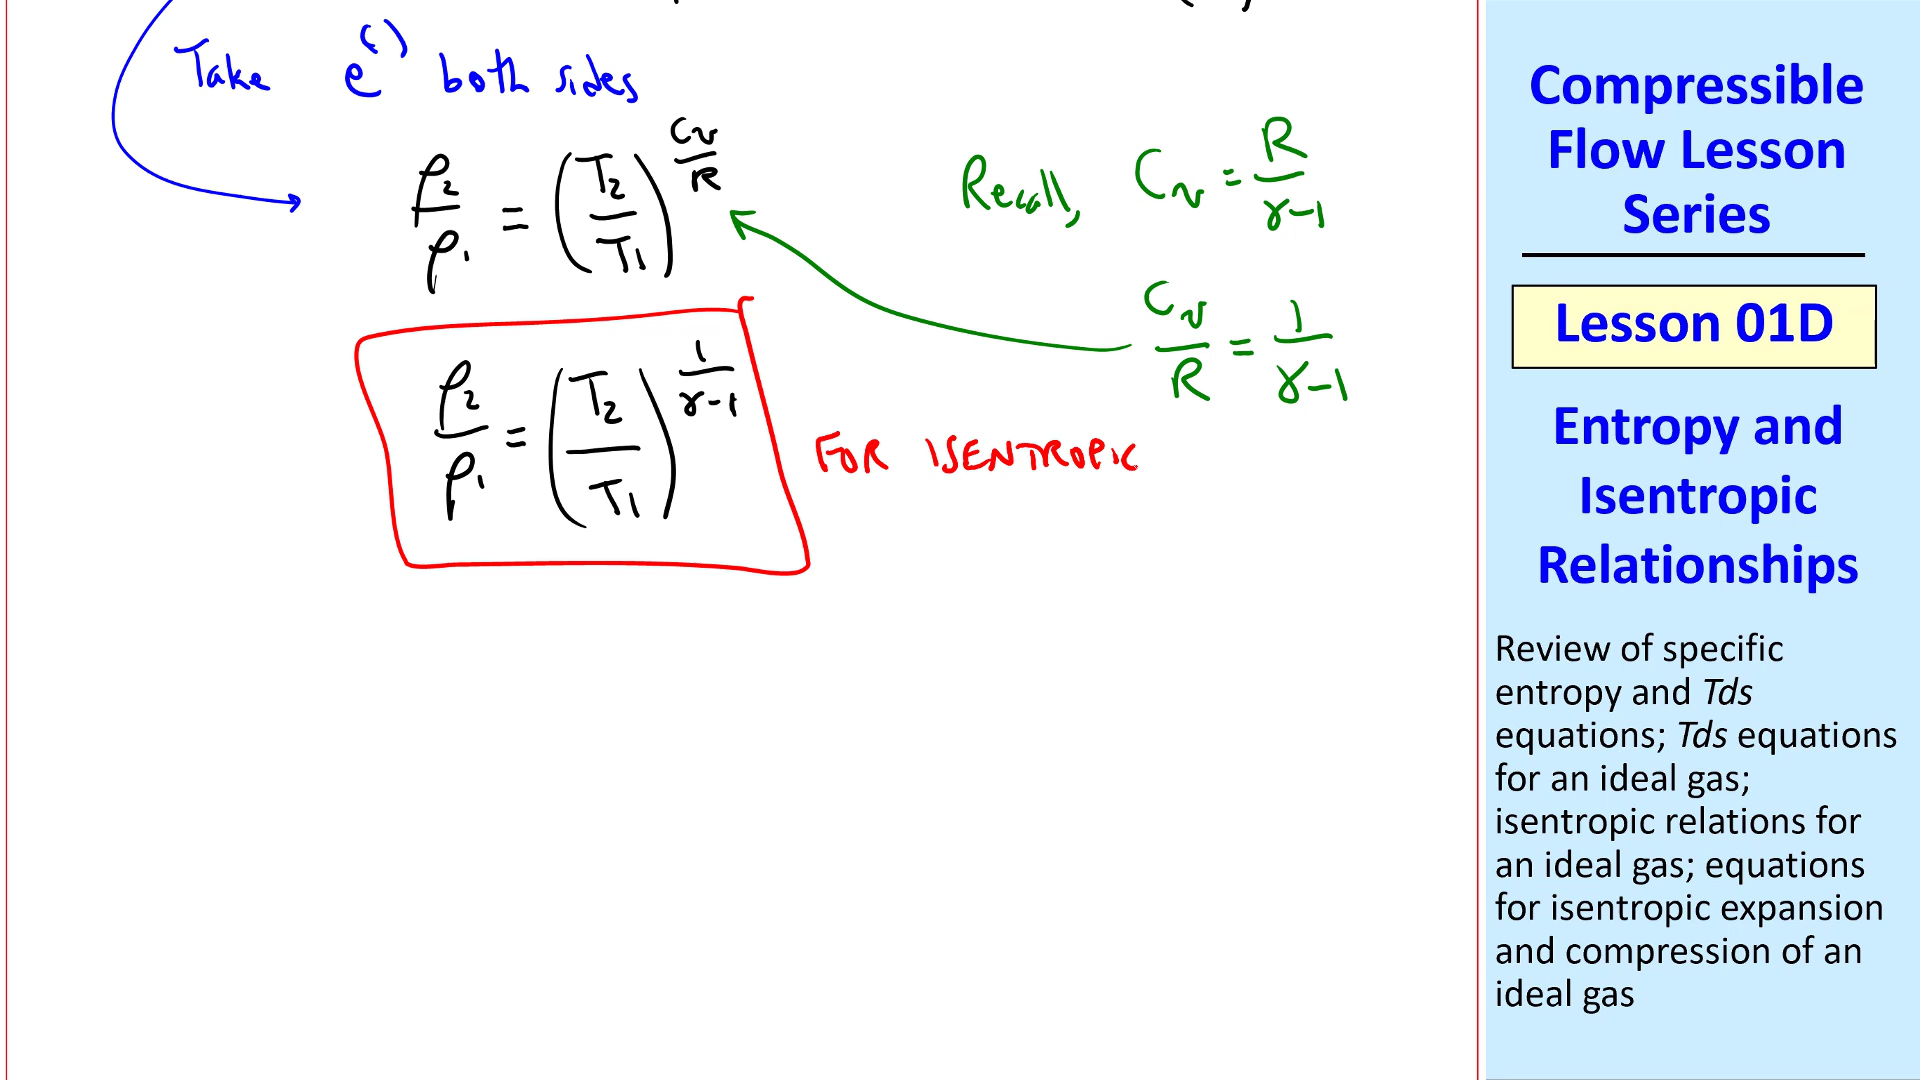 Take e^( ) both sides
ρ₂/ρ₁ = (T₂/T₁)^(Cv/R)
Recall, Cv = R/(γ-1)
Cv/R = 1/(γ-1)
ρ₂/ρ₁ = (T₂/T₁)^(1/(γ-1))
FOR ISENTROPIC
Compressible
Flow Lesson
Series
Lesson 01D
Entropy and
Isentropic
Relationships
Review of specific
entropy and Tds
equations; Tds equations
for an ideal gas;
isentropic relations for
an ideal gas; equations
for isentropic expansion
and compression of an
ideal gas